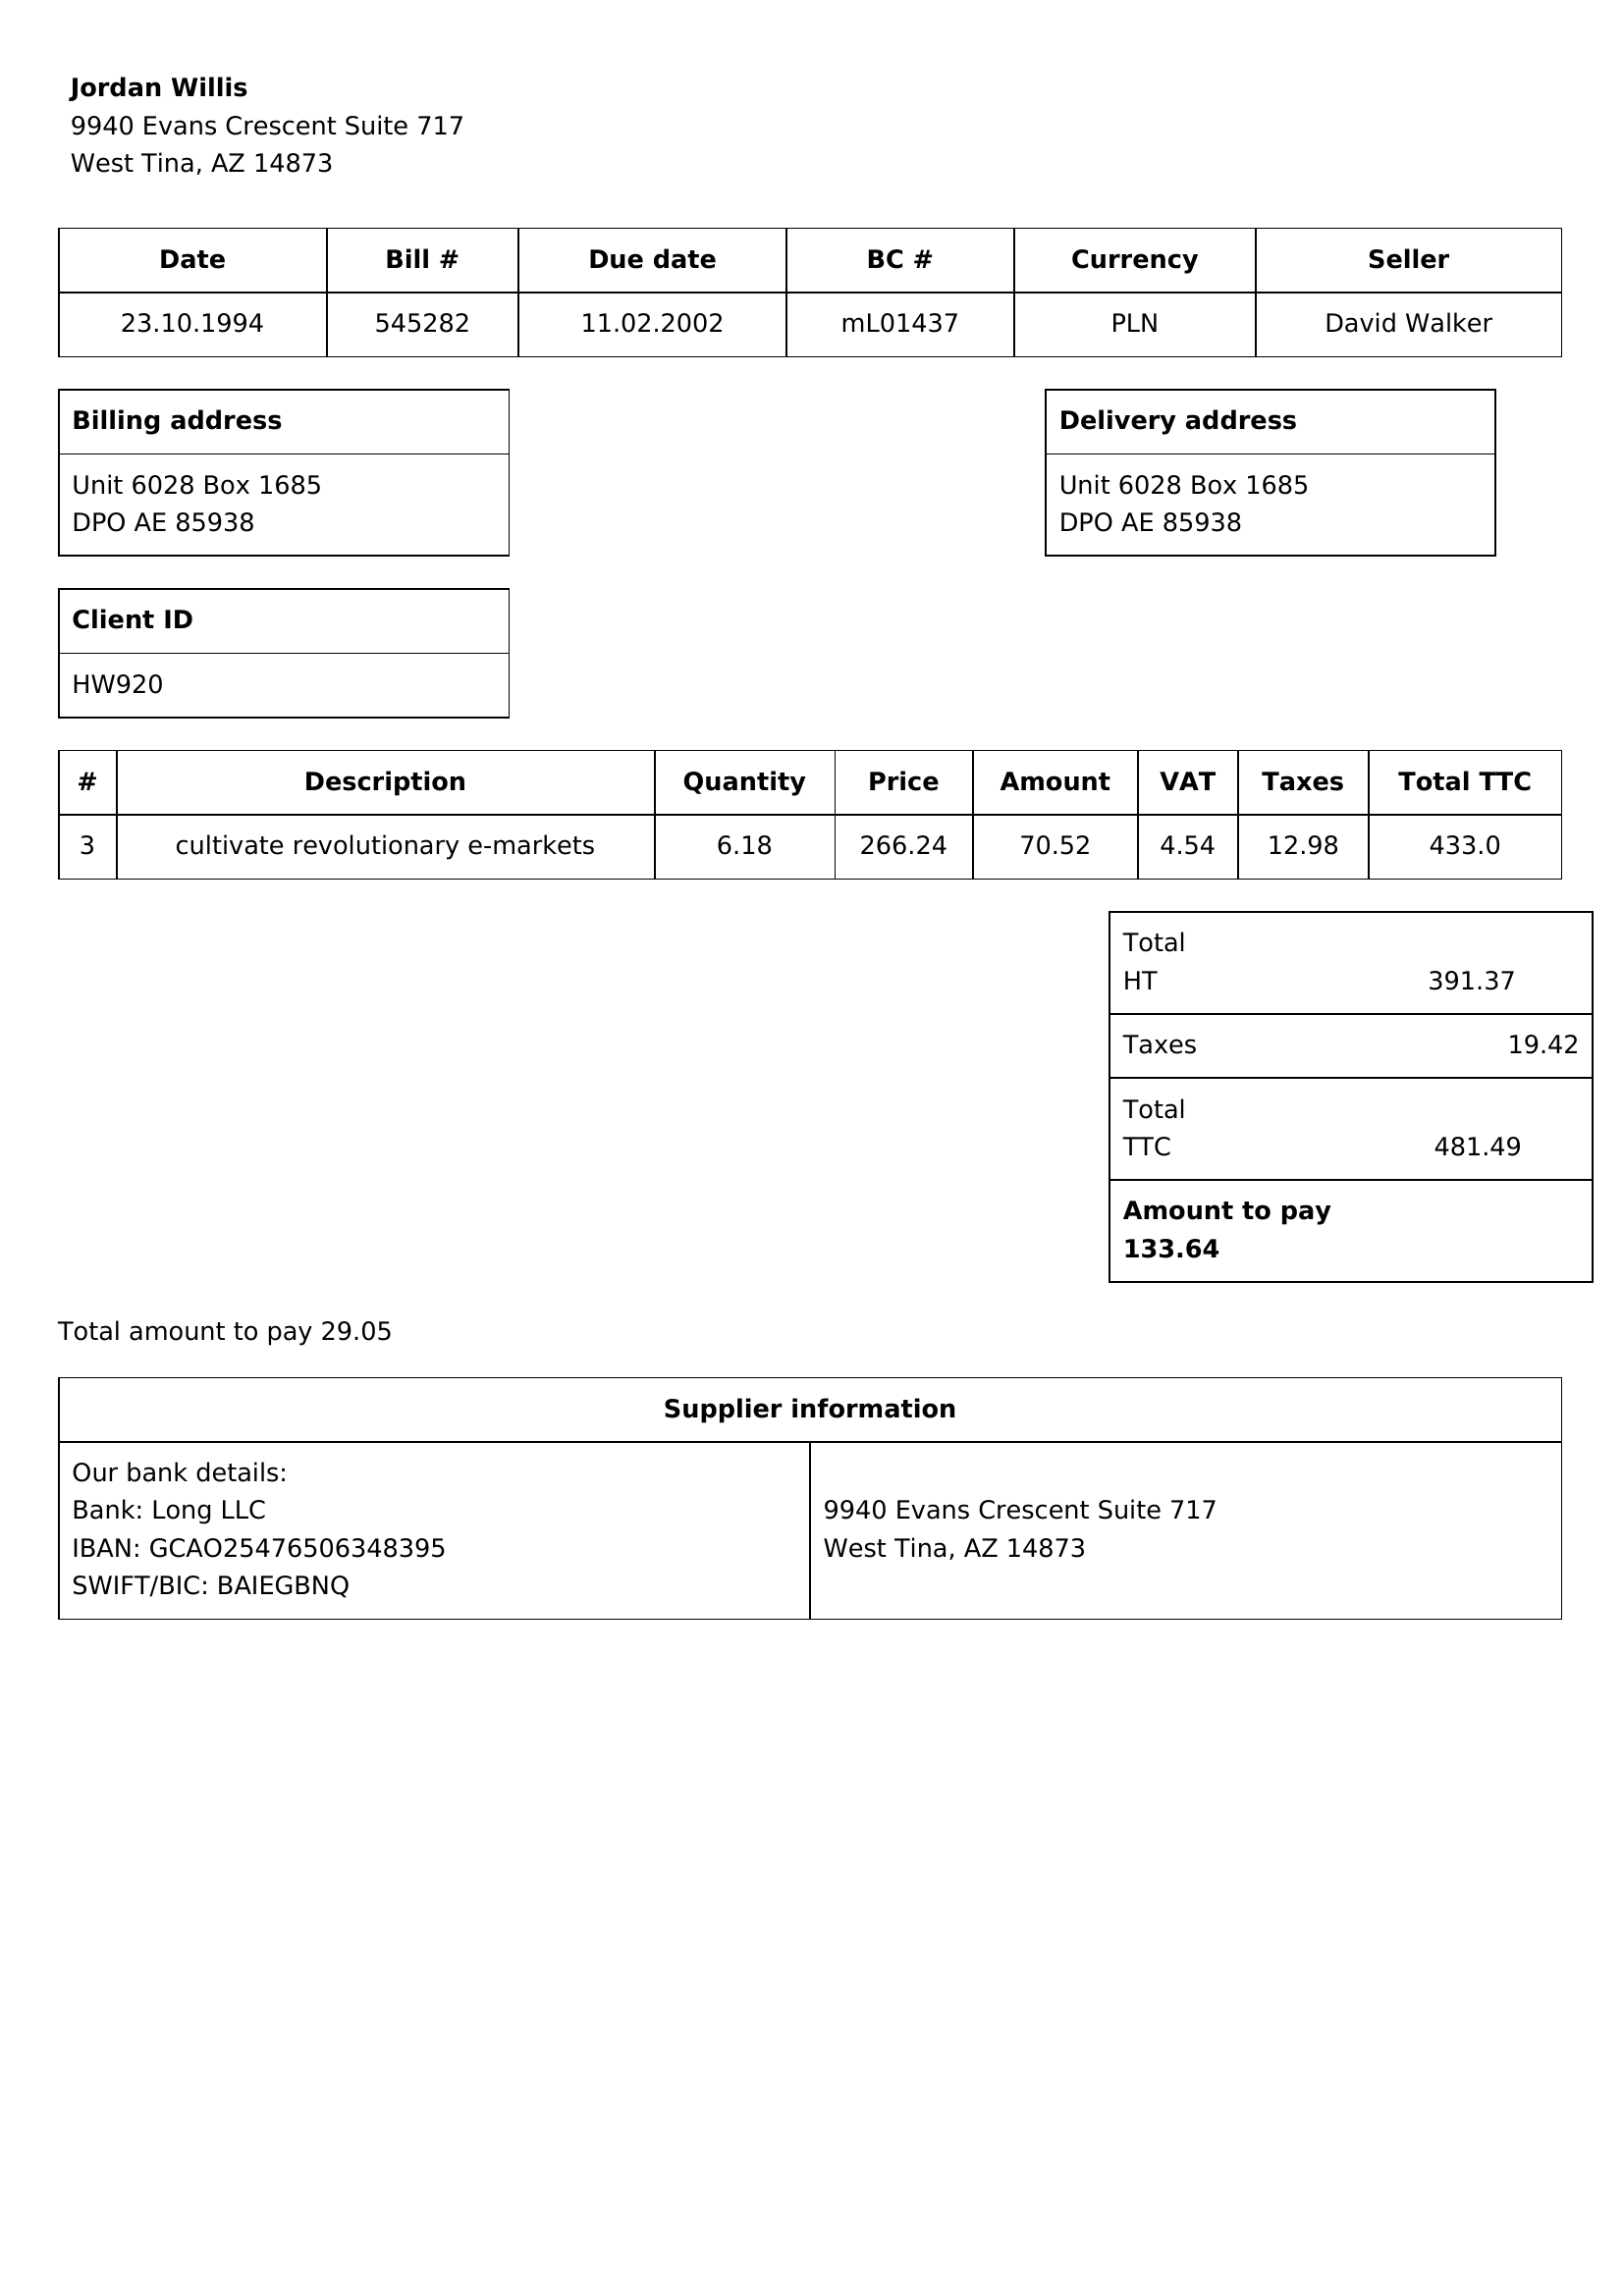 Jordan Willis
9940 Evans Crescent Suite 717
West Tina, AZ 14873
Date Bill # Due date BC # Currency Seller
23.10.1994 545282 11.02.2002 mL01437 PLN David Walker
Billing address
Unit 6028 Box 1685
DPO AE 85938
Delivery address
Unit 6028 Box 1685
DPO AE 85938
Client ID
HW920
# Description Quantity Price Amount VAT Taxes Total TTC
3 cultivate revolutionary e-markets 6.18 266.24 70.52 4.54 12.98 433.0
Total
HT 391.37
Taxes 19.42
Total
TTC 481.49
Amount to pay
133.64
Total amount to pay 29.05
Supplier information
Our bank details:
Bank: Long LLC
IBAN: GCAO25476506348395
SWIFT/BIC: BAIEGBNQ
9940 Evans Crescent Suite 717
West Tina, AZ 14873